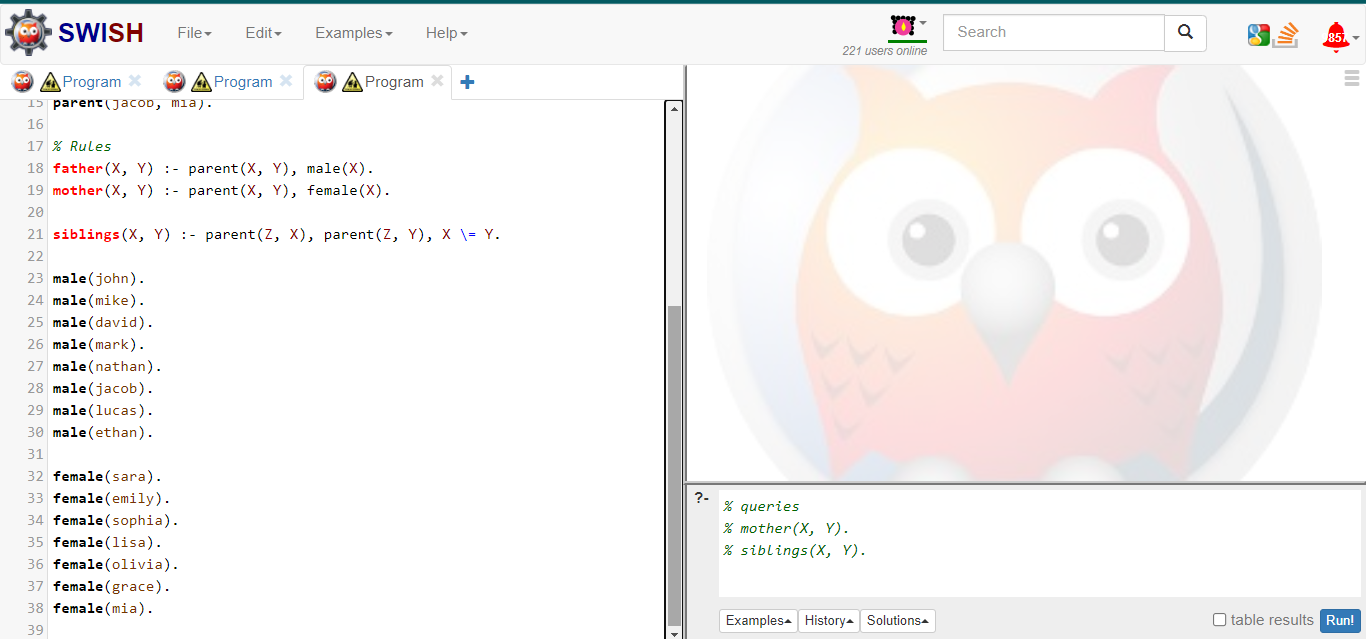 SWISH File Edit Examples Help 221 users online Search 857
Program Program Program
15 parent(jacob, mia).
16
17 % Rules
18 father(X, Y) :- parent(X, Y), male(X).
19 mother(X, Y) :- parent(X, Y), female(X).
20
21 siblings(X, Y) :- parent(Z, X), parent(Z, Y), X \= Y.
22
23 male(john).
24 male(mike).
25 male(david).
26 male(mark).
27 male(nathan).
28 male(jacob).
29 male(lucas).
30 male(ethan).
31
32 female(sara).
33 female(emily).
34 female(sophia).
35 female(lisa).
36 female(olivia).
37 female(grace).
38 female(mia).
39
?- % queries
% mother(X, Y).
% siblings(X, Y).
Examples History Solutions table results Run!